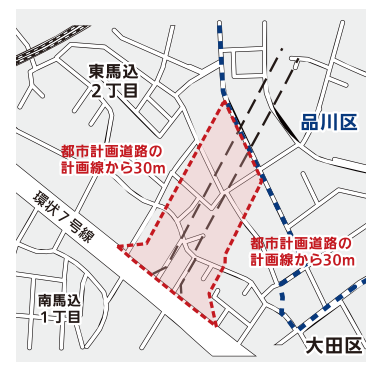 東馬込
2丁目
品川区
都市計画道路の
計画線から30m
環状7号線
都市計画道路の
計画線から30m
南馬込
1丁目
大田区